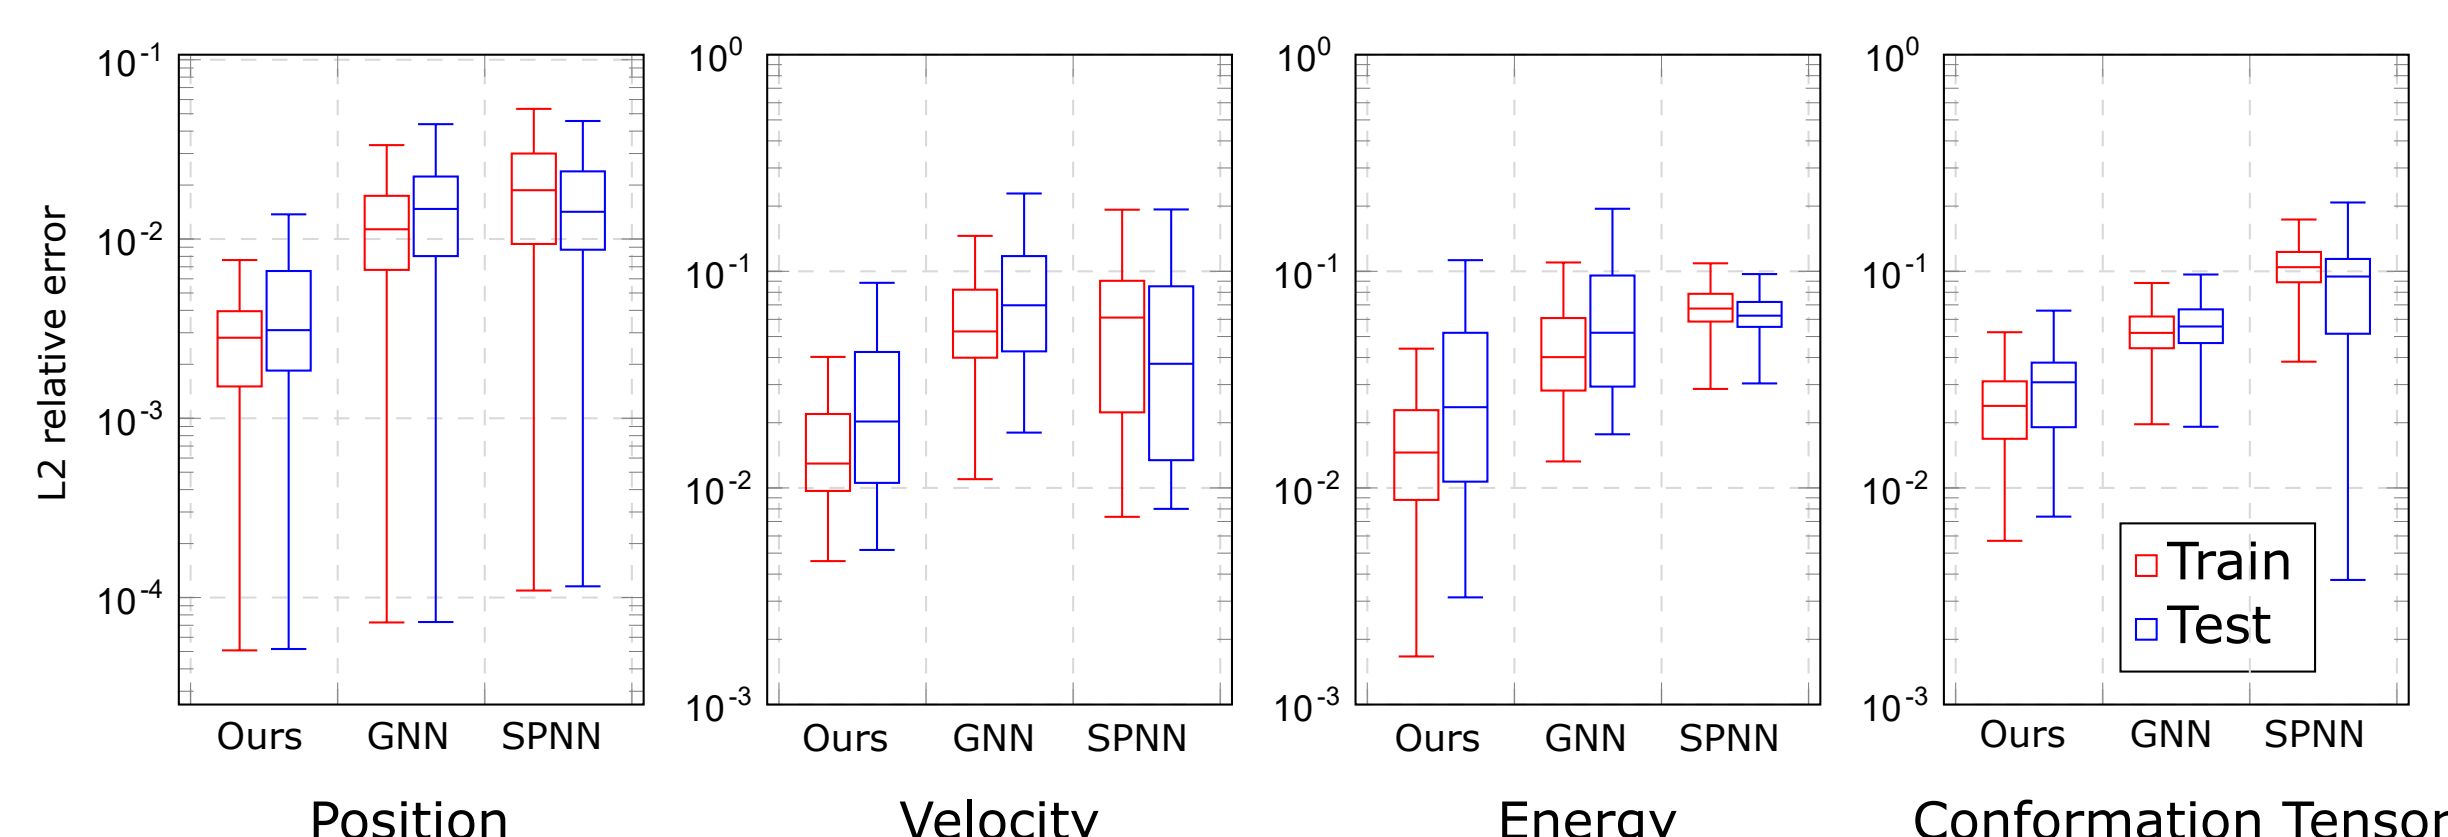 L2 relative error
10-1
10-2
10-3
10-4
Ours GNN SPNN
Position
100
10-1
10-2
10-3
Ours GNN SPNN
Velocity
100
10-1
10-2
10-3
Ours GNN SPNN
Energy
100
10-1
10-2
10-3
Train
Test
Ours GNN SPNN
Conformation Tensor